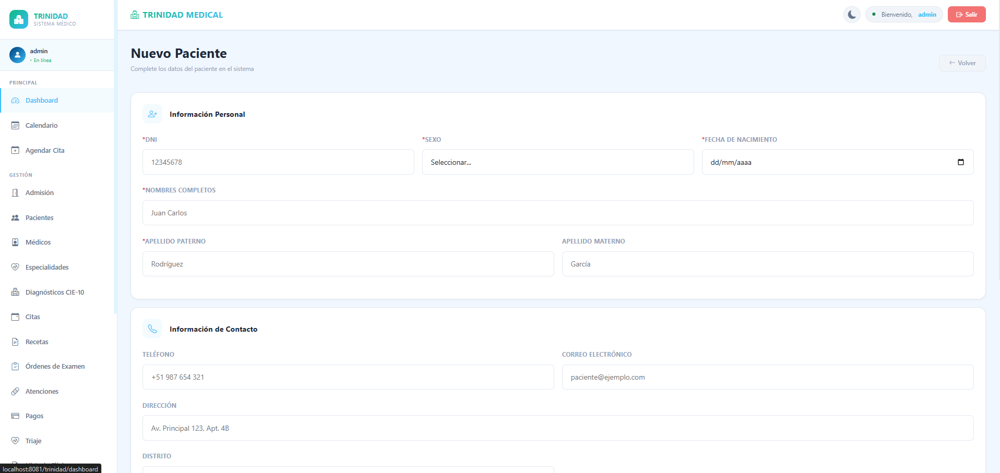 TRINIDAD
SISTEMA MÉDICO
admin
• En línea
PRINCIPAL
Dashboard
Calendario
Agendar Cita
GESTIÓN
Admisión
Pacientes
Médicos
Especialidades
Diagnósticos CIE-10
Citas
Recetas
Órdenes de Examen
Atenciones
Pagos
Triaje
localhost:8081/trinidad/dashboard
TRINIDAD MEDICAL
Bienvenido, admin
Salir
Nuevo Paciente
Complete los datos del paciente en el sistema
← Volver
Información Personal
*DNI
12345678
*SEXO
Seleccionar...
*FECHA DE NACIMIENTO
dd/mm/aaaa
*NOMBRES COMPLETOS
Juan Carlos
*APELLIDO PATERNO
Rodríguez
APELLIDO MATERNO
García
Información de Contacto
TELÉFONO
+51 987 654 321
CORREO ELECTRÓNICO
paciente@ejemplo.com
DIRECCIÓN
Av. Principal 123, Apt. 4B
DISTRITO